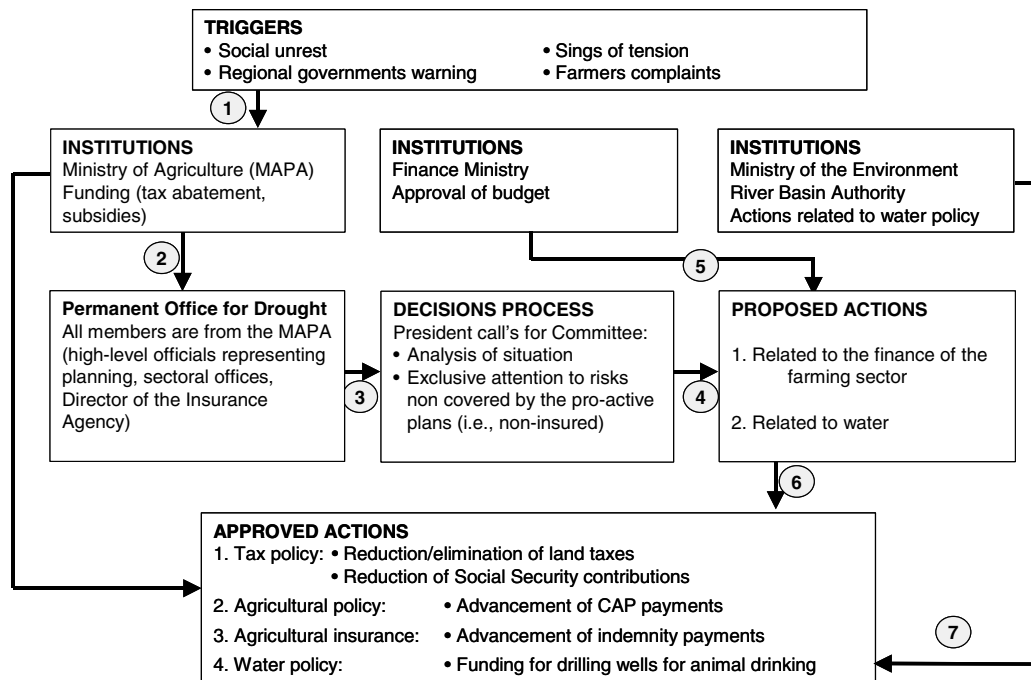 TRIGGERS
• Social unrest
• Regional governments warning
• Sings of tension
• Farmers complaints
1
INSTITUTIONS
Ministry of Agriculture (MAPA)
Funding (tax abatement,
subsidies)
INSTITUTIONS
Finance Ministry
Approval of budget
INSTITUTIONS
Ministry of the Environment
River Basin Authority
Actions related to water policy
2
5
Permanent Office for Drought
All members are from the MAPA
(high-level officials representing
planning, sectoral offices,
Director of the Insurance
Agency)
3
DECISIONS PROCESS
President call's for Committee:
• Analysis of situation
• Exclusive attention to risks
non covered by the pro-active
plans (i.e., non-insured)
4
PROPOSED ACTIONS
1. Related to the finance of the
farming sector
2. Related to water
6
APPROVED ACTIONS
1. Tax policy: • Reduction/elimination of land taxes
• Reduction of Social Security contributions
2. Agricultural policy: • Advancement of CAP payments
3. Agricultural insurance: • Advancement of indemnity payments
4. Water policy: • Funding for drilling wells for animal drinking
7